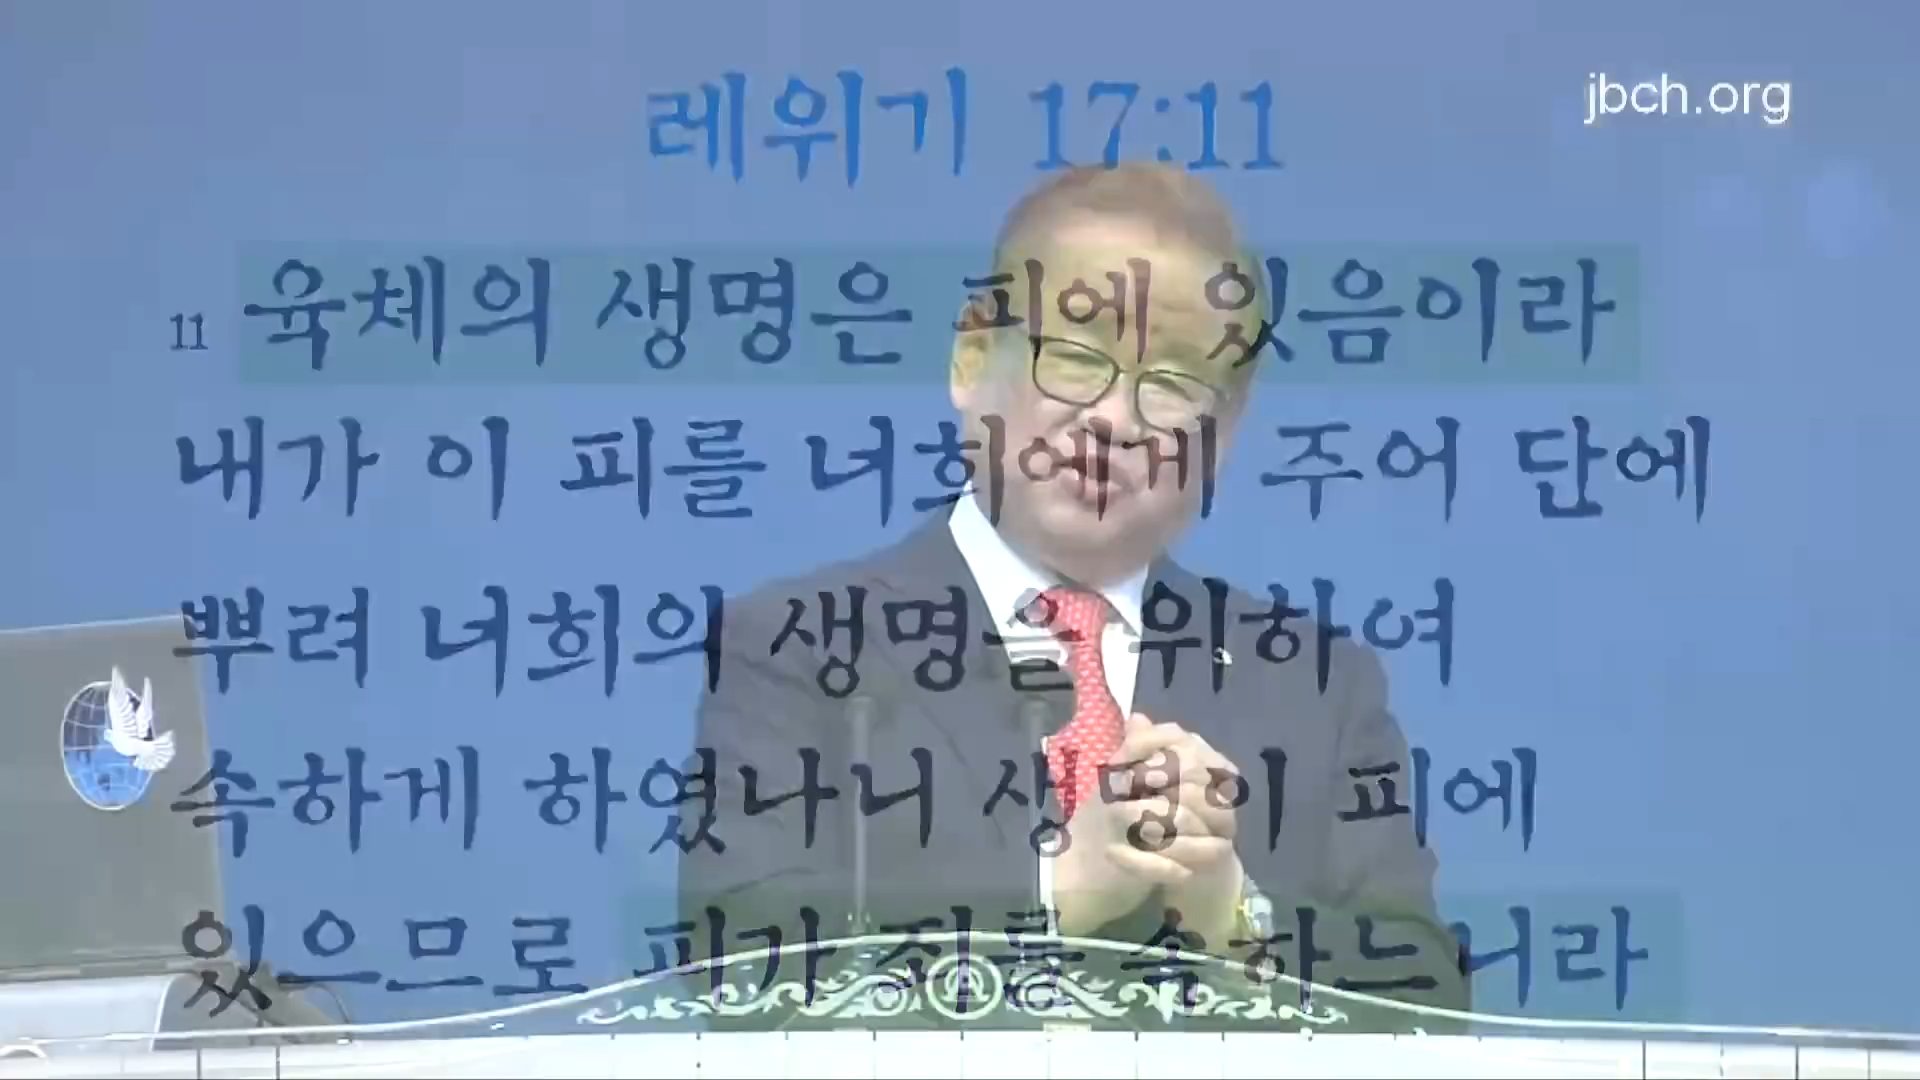 레위기 17:11
jbch.org
11 육체의 생명은 피에 있음이라
내가 이 피를 너희에게 주어 단에
뿌려 너희의 생명을 위하여
속하게 하였나니 생명이 피에
있으므로 피가 죄를 속하느니라